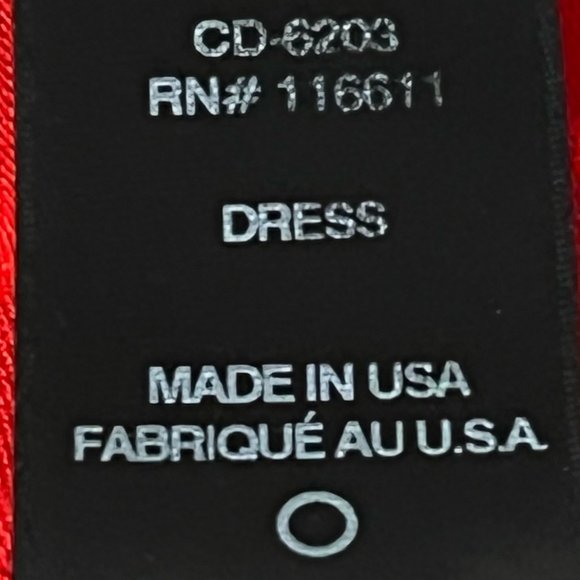 CD-6203
RN# 116611
DRESS
MADE IN USA
FABRIQUÉ AU U.S.A.